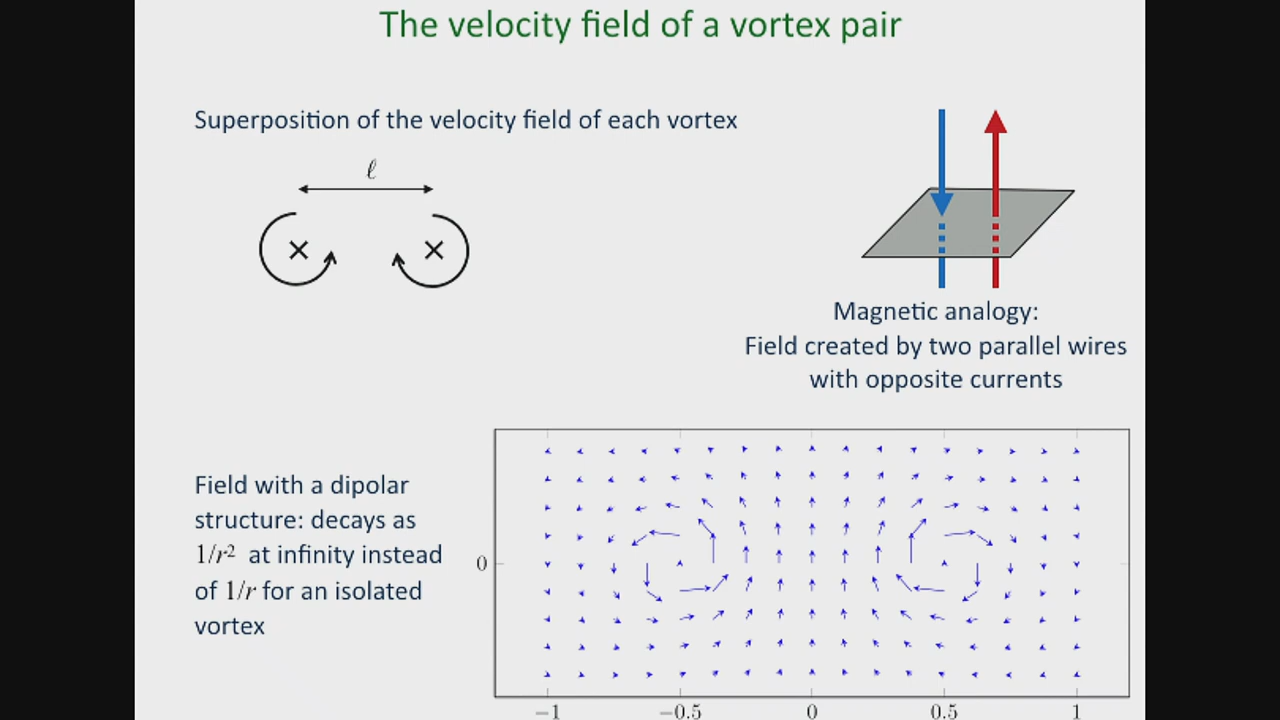 The velocity field of a vortex pair
Superposition of the velocity field of each vortex
ℓ
Magnetic analogy:
Field created by two parallel wires
with opposite currents
Field with a dipolar
structure: decays as
1/r² at infinity instead
of 1/r for an isolated
vortex
0
−1 −0.5 0 0.5 1